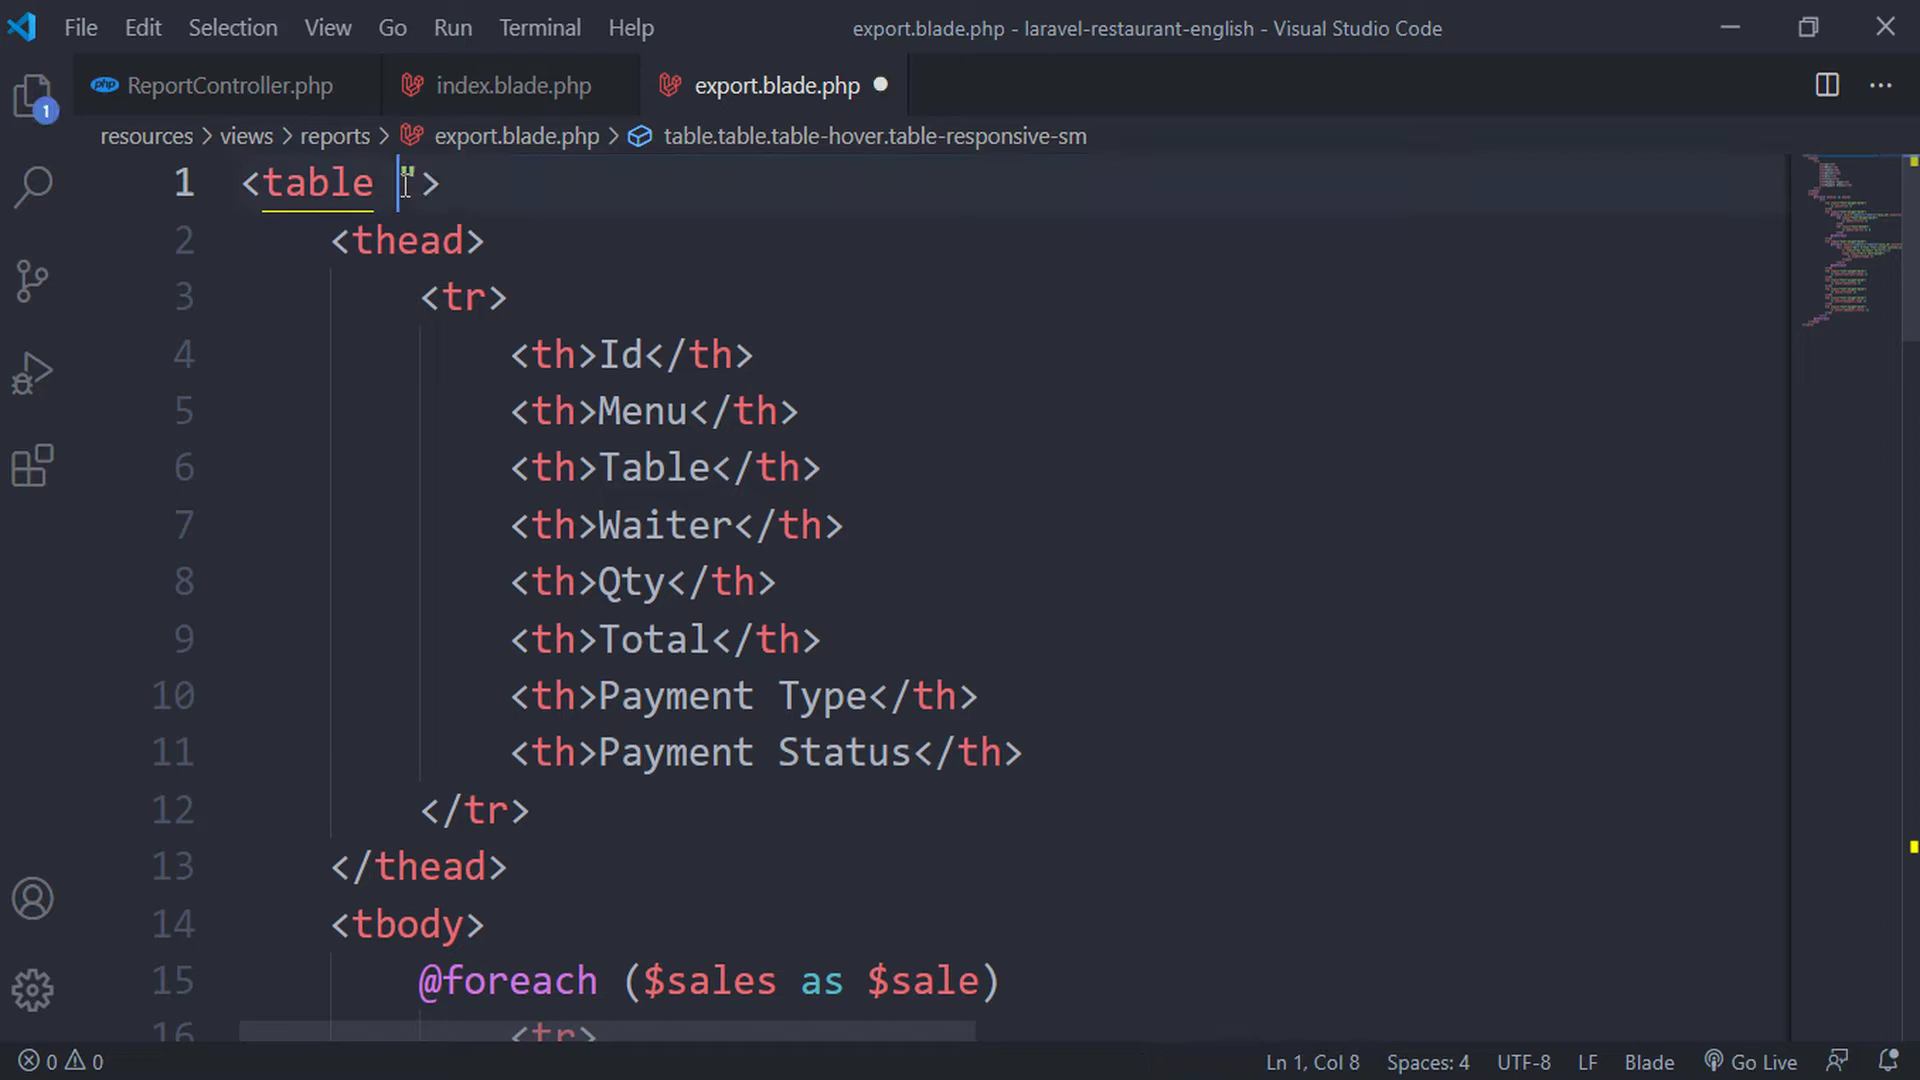 File Edit Selection View Go Run Terminal Help export.blade.php - laravel-restaurant-english - Visual Studio Code
php ReportController.php index.blade.php export.blade.php
resources > views > reports > export.blade.php > table.table.table-hover.table-responsive-sm
1 <table ">
2 <thead>
3 <tr>
4 <th>Id</th>
5 <th>Menu</th>
6 <th>Table</th>
7 <th>Waiter</th>
8 <th>Qty</th>
9 <th>Total</th>
10 <th>Payment Type</th>
11 <th>Payment Status</th>
12 </tr>
13 </thead>
14 <tbody>
15 @foreach ($sales as $sale)
16 <tr>
1
0 0 Ln 1, Col 8 Spaces: 4 UTF-8 LF Blade Go Live